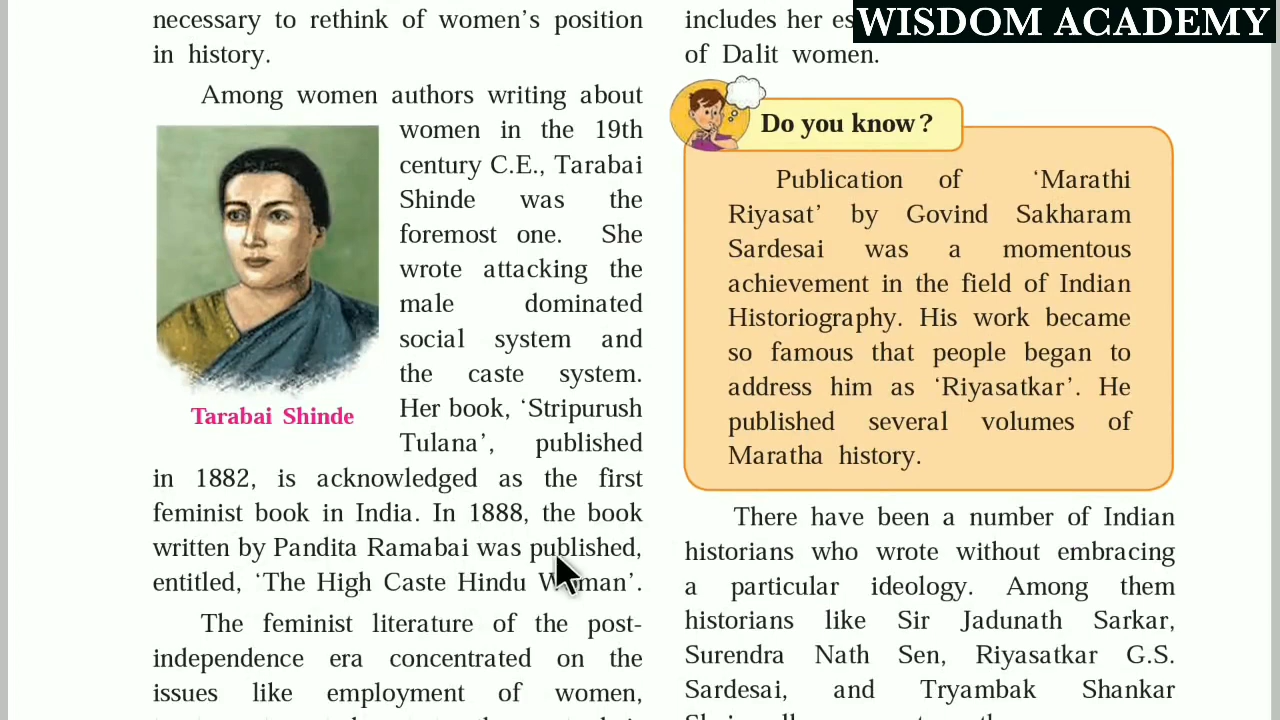 necessary to rethink of women's position
in history.
Among women authors writing about
women in the 19th
century C.E., Tarabai
Shinde was the
foremost one. She
wrote attacking the
male dominated
social system and
the caste system.
Her book, 'Stripurush
Tulana', published
in 1882, is acknowledged as the first
feminist book in India. In 1888, the book
written by Pandita Ramabai was published,
entitled, 'The High Caste Hindu Woman'.
The feminist literature of the post-
independence era concentrated on the
issues like employment of women,
Tarabai Shinde
includes her
of Dalit women.
WISDOM ACADEMY
Do you know?
Publication of 'Marathi
Riyasat' by Govind Sakharam
Sardesai was a momentous
achievement in the field of Indian
Historiography. His work became
so famous that people began to
address him as 'Riyasatkar'. He
published several volumes of
Maratha history.
There have been a number of Indian
historians who wrote without embracing
a particular ideology. Among them
historians like Sir Jadunath Sarkar,
Surendra Nath Sen, Riyasatkar G.S.
Sardesai, and Tryambak Shankar